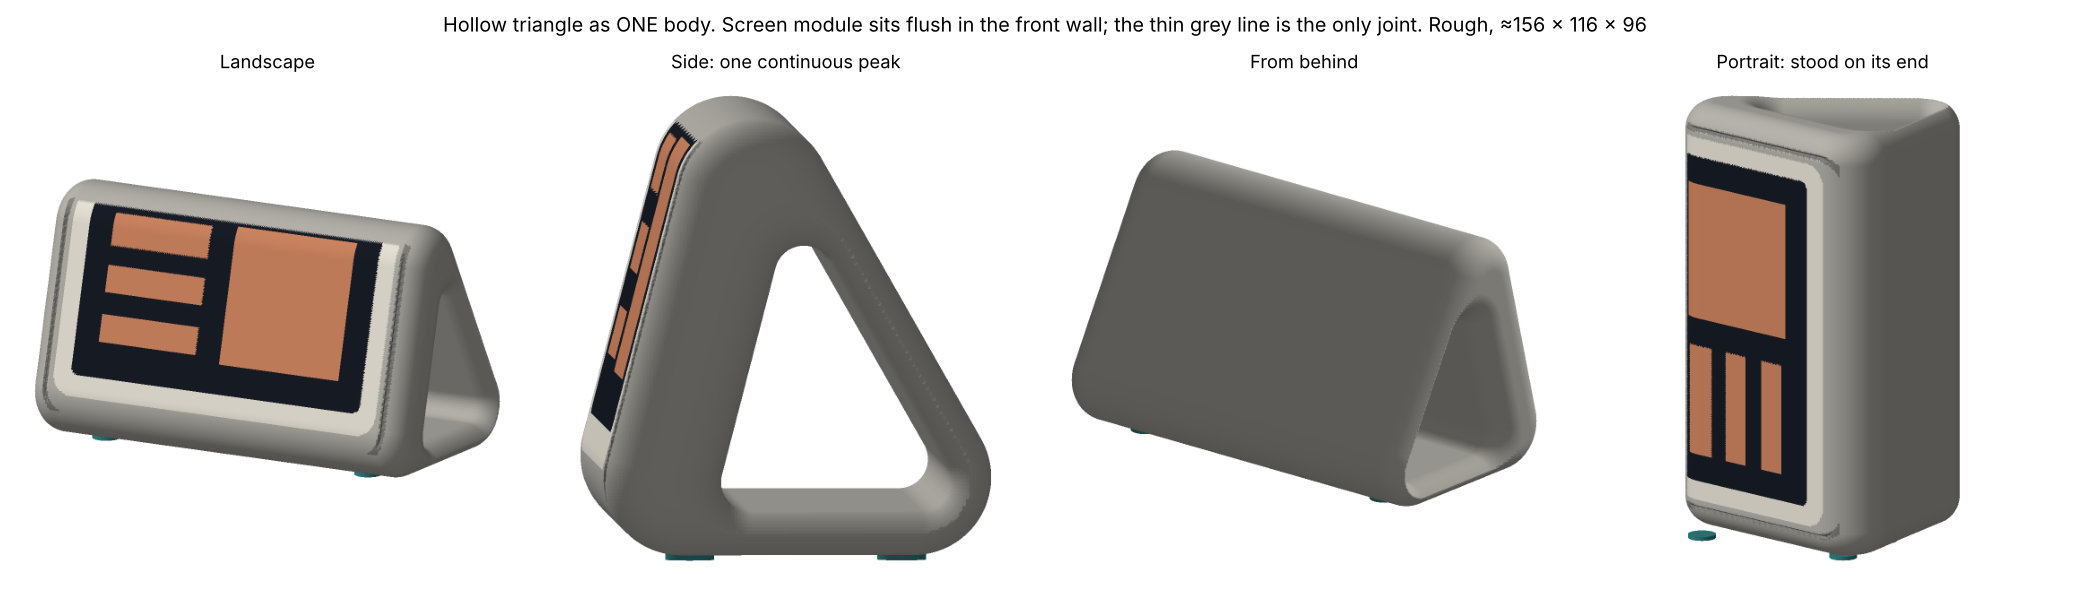 Hollow triangle as ONE body. Screen module sits flush in the front wall; the thin grey line is the only joint. Rough, ≈156 × 116 × 96
Landscape
Side: one continuous peak
From behind
Portrait: stood on its end